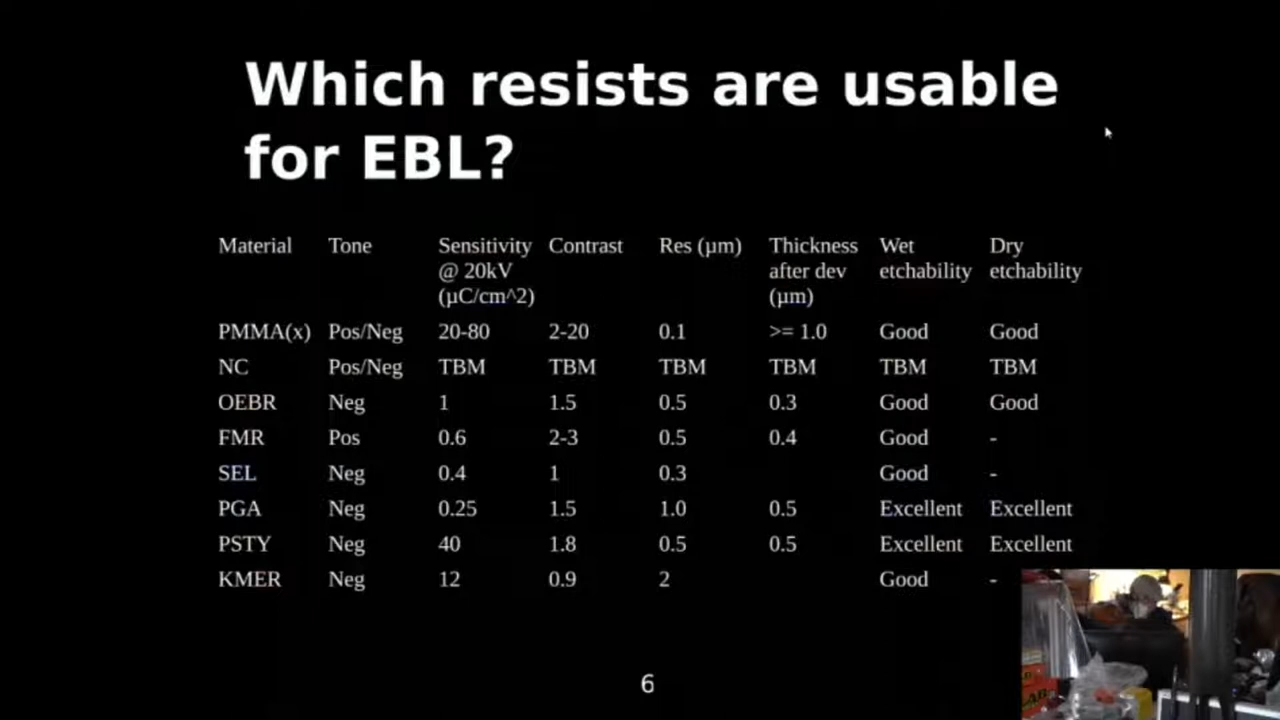 Which resists are usable
for EBL?
Material Tone Sensitivity @ 20kV (µC/cm^2) Contrast Res (µm) Thickness after dev (µm) Wet etchability Dry etchability
PMMA(x) Pos/Neg 20-80 2-20 0.1 >= 1.0 Good Good
NC Pos/Neg TBM TBM TBM TBM TBM TBM
OEBR Neg 1 1.5 0.5 0.3 Good Good
FMR Pos 0.6 2-3 0.5 0.4 Good -
SEL Neg 0.4 1 0.3 Good -
PGA Neg 0.25 1.5 1.0 0.5 Excellent Excellent
PSTY Neg 40 1.8 0.5 0.5 Excellent Excellent
KMER Neg 12 0.9 2 Good -
6